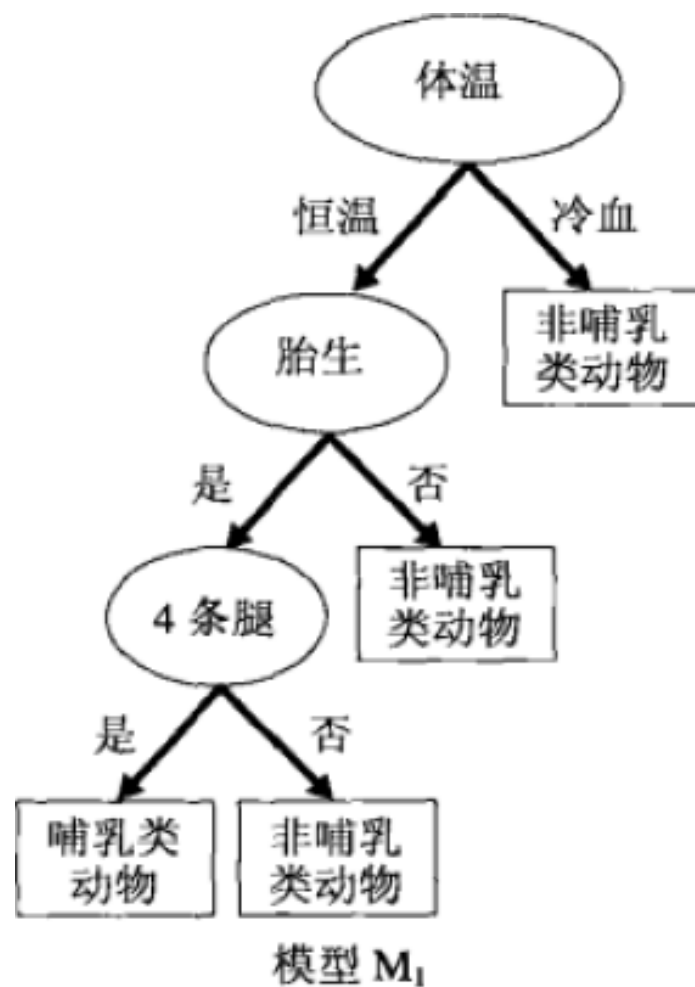 体温
恒温
冷血
非哺乳
类动物
胎生
是
否
非哺乳
类动物
4 条腿
是
否
哺乳类
动物
非哺乳
类动物
模型 M₁